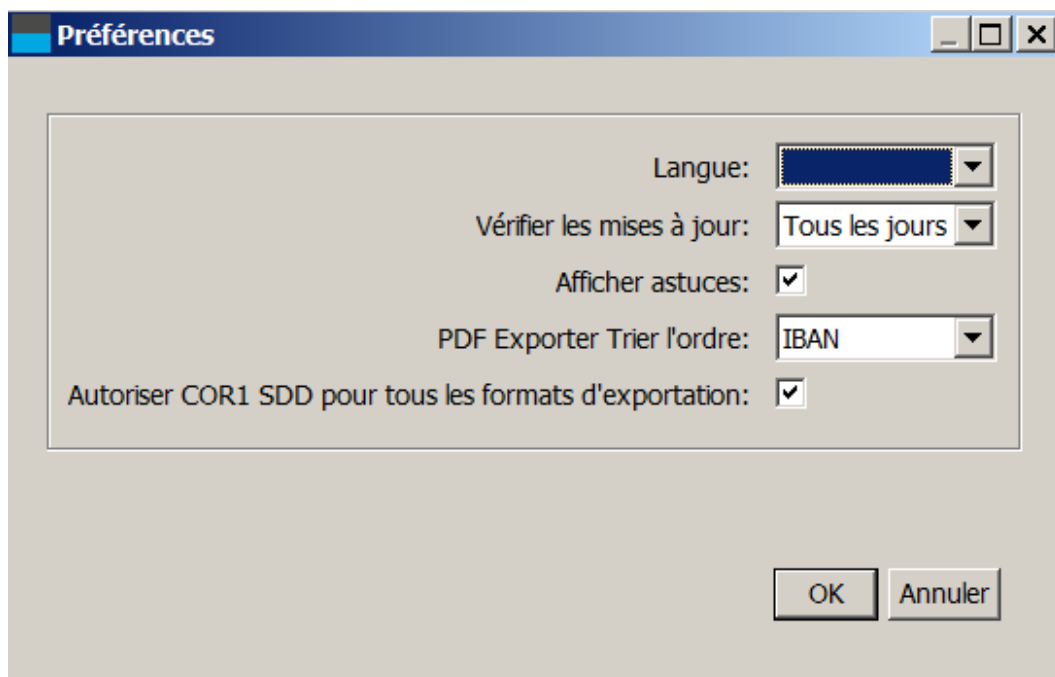 Préférences
Langue:
Vérifier les mises à jour: Tous les jours
Afficher astuces:
PDF Exporter Trier l'ordre: IBAN
Autoriser COR1 SDD pour tous les formats d'exportation:
OK Annuler